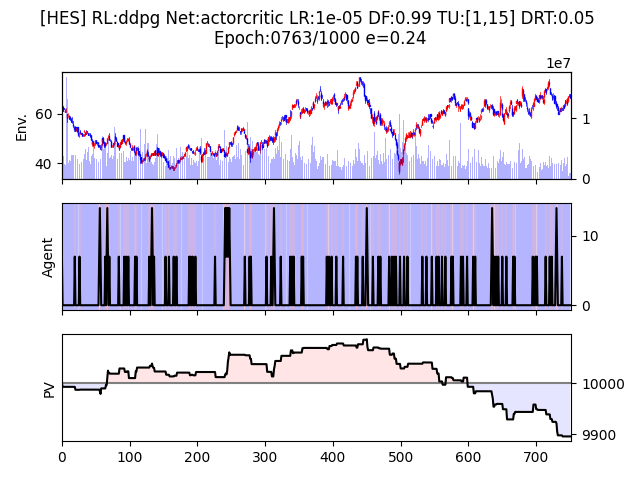 [HES] RL:ddpg Net:actorcritic LR:1e-05 DF:0.99 TU:[1,15] DRT:0.05
Epoch:0763/1000 e=0.24
1e7
Env.
60
40
1
0
Agent
10
0
PV
10000
9900
0 100 200 300 400 500 600 700